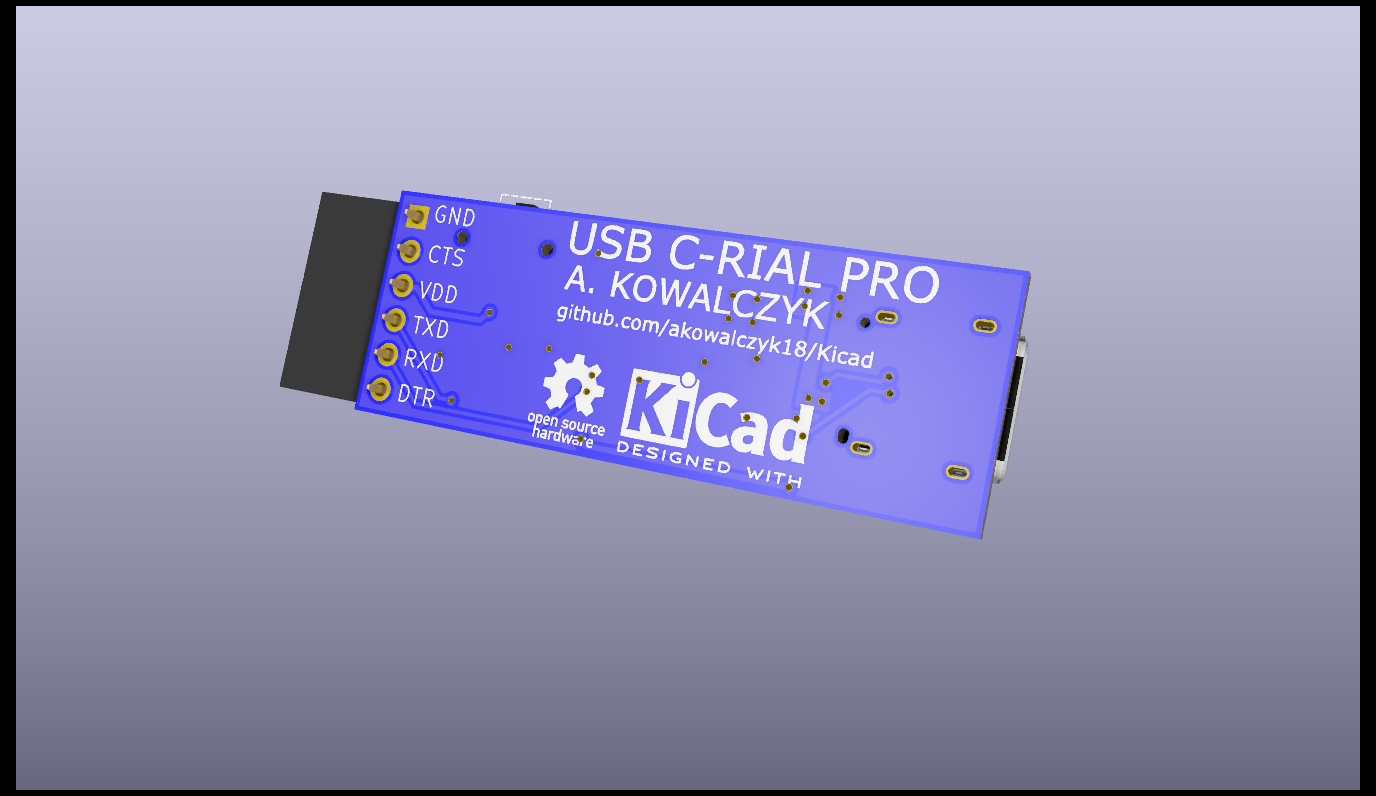 GND
CTS
VDD
TXD
RXD
DTR
USB C-RIAL PRO
A. KOWALCZYK
github.com/akowalczyk18/Kicad
open source
hardware
KiCad
DESIGNED WITH